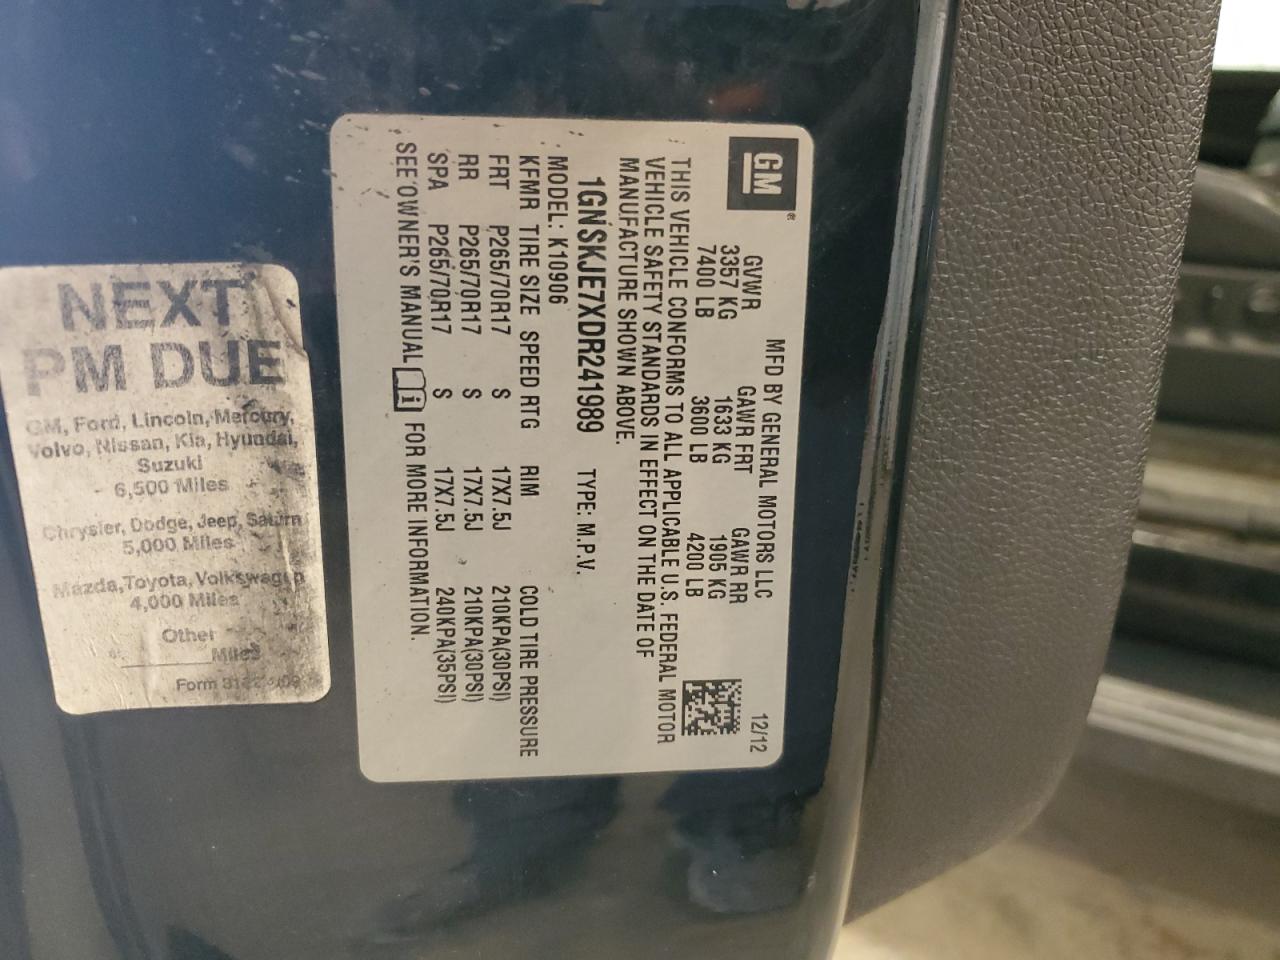 GM
MFD BY GENERAL MOTORS LLC 12/12
GVWR GAWR FRT GAWR RR
3357 KG 1633 KG 1905 KG
7400 LB 3600 LB 4200 LB
THIS VEHICLE CONFORMS TO ALL APPLICABLE U.S. FEDERAL MOTOR
VEHICLE SAFETY STANDARDS IN EFFECT ON THE DATE OF
MANUFACTURE SHOWN ABOVE.
1GNSKJE7XDR241989 TYPE: M.P.V.
MODEL: K10906
KFMR TIRE SIZE SPEED RTG RIM COLD TIRE PRESSURE
FRT P265/70R17 S 17X7.5J 210KPA(30PSI)
RR P265/70R17 S 17X7.5J 210KPA(30PSI)
SPA P265/70R17 S 17X7.5J 240KPA(35PSI)
SEE OWNER'S MANUAL i FOR MORE INFORMATION.
NEXT
PM DUE
GM, Ford, Lincoln, Mercury,
Volvo, Nissan, Kia, Hyundai,
Suzuki
6,500 Miles
Chrysler, Dodge, Jeep, Saturn
5,000 Miles
Mazda, Toyota, Volkswagen
4,000 Miles
Other
Miles
Form